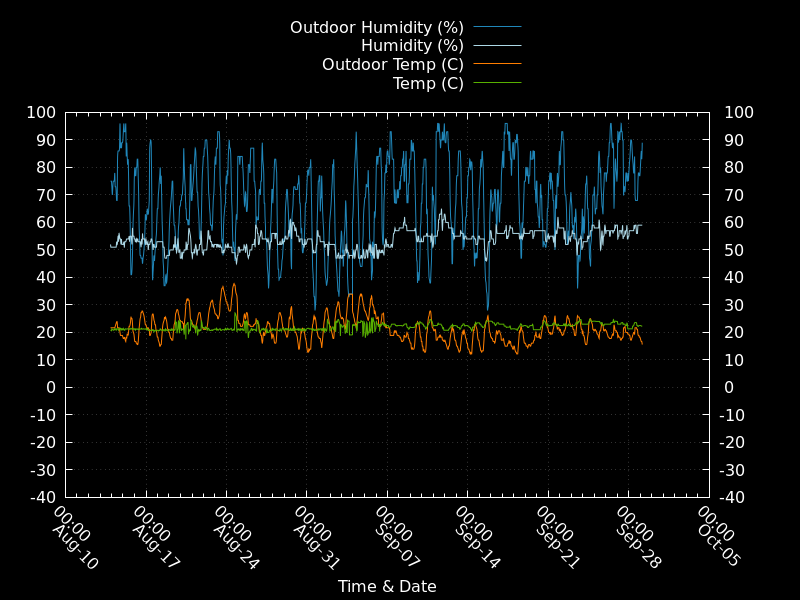 Outdoor Humidity (%)
Humidity (%)
Outdoor Temp (C)
Temp (C)
100 100
90 90
80 80
70 70
60 60
50 50
40 40
30 30
20 20
10 10
0 0
-10 -10
-20 -20
-30 -30
-40 -40
00:00 00:00 00:00 00:00 00:00 00:00 00:00 00:00 00:00
Aug-10 Aug-17 Aug-24 Aug-31 Sep-07 Sep-14 Sep-21 Sep-28 Oct-05
Time & Date